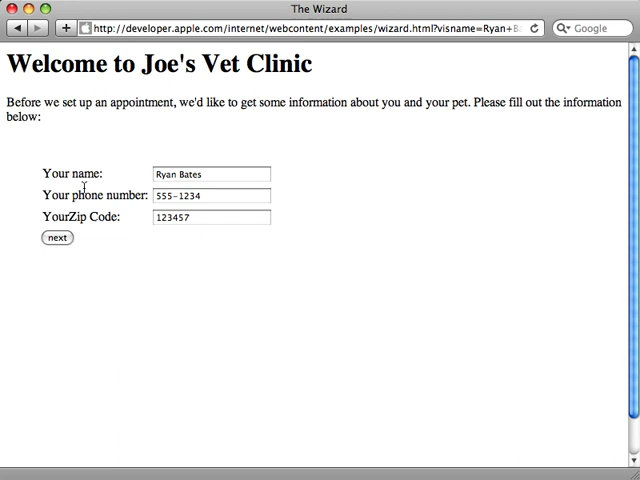 The Wizard
http://developer.apple.com/internet/webcontent/examples/wizard.html?visname=Ryan+B
Google
Welcome to Joe's Vet Clinic
Before we set up an appointment, we'd like to get some information about you and your pet. Please fill out the information
below:
Your name: Ryan Bates
Your phone number: 555-1234
YourZip Code: 123457
next